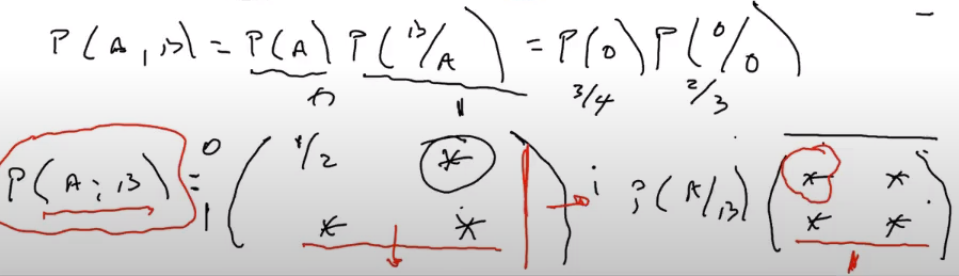 P(A,B) = P(A) P(B/A) = P(0) P(0/0)
3/4 2/3
P(A;B) = 0 1 ( 1/2 * * * ) ; P(A/B) ( * * * * )